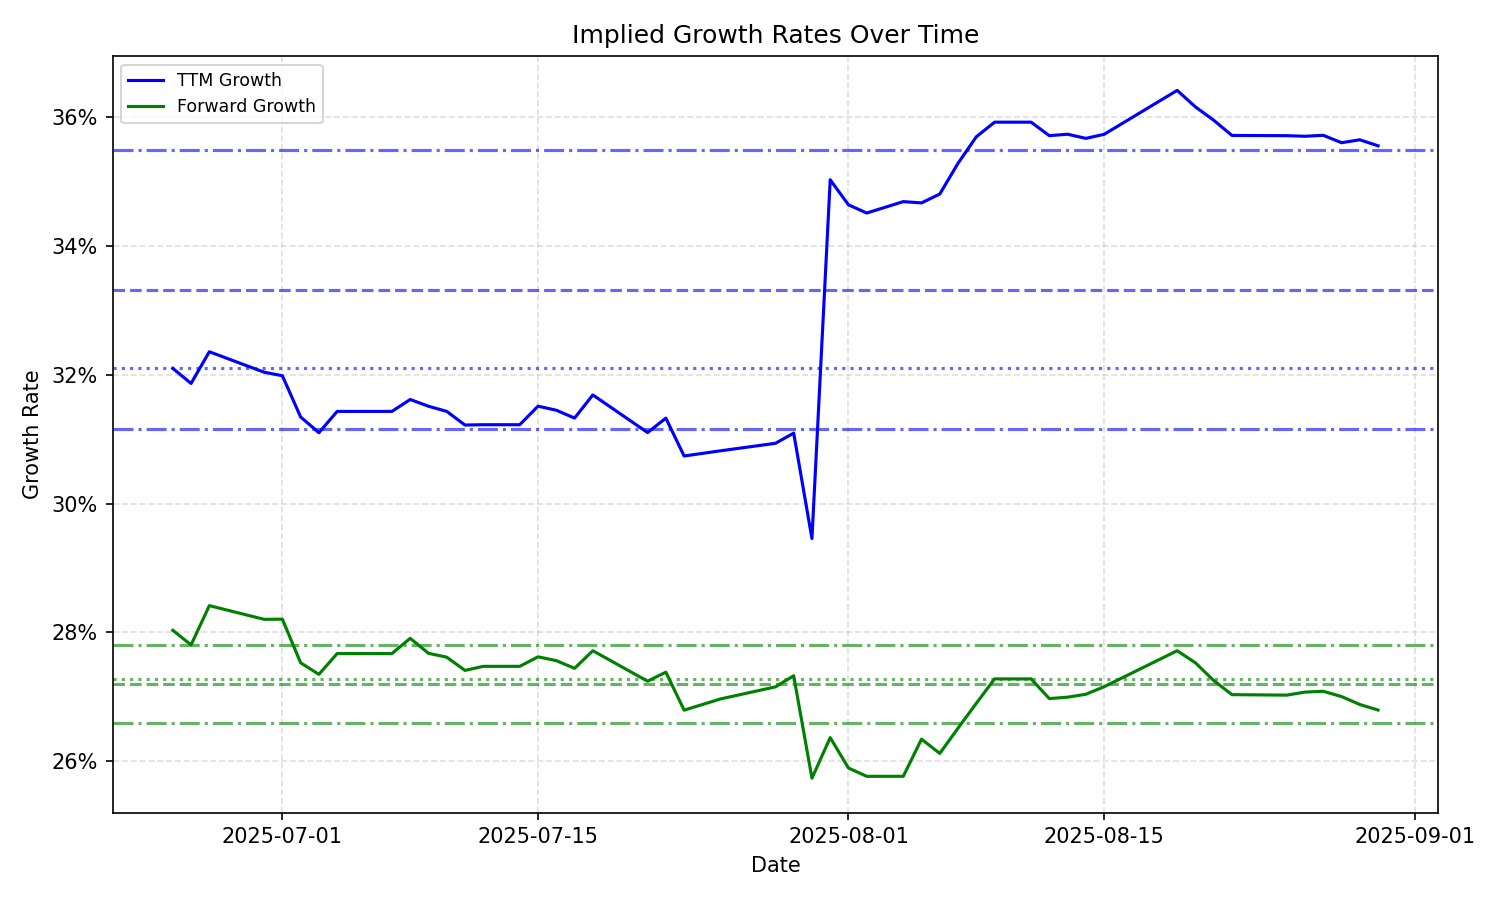 Implied Growth Rates Over Time
TTM Growth
Forward Growth
36%
34%
32%
30%
28%
26%
Growth Rate
2025-07-01
2025-07-15
2025-08-01
2025-08-15
2025-09-01
Date